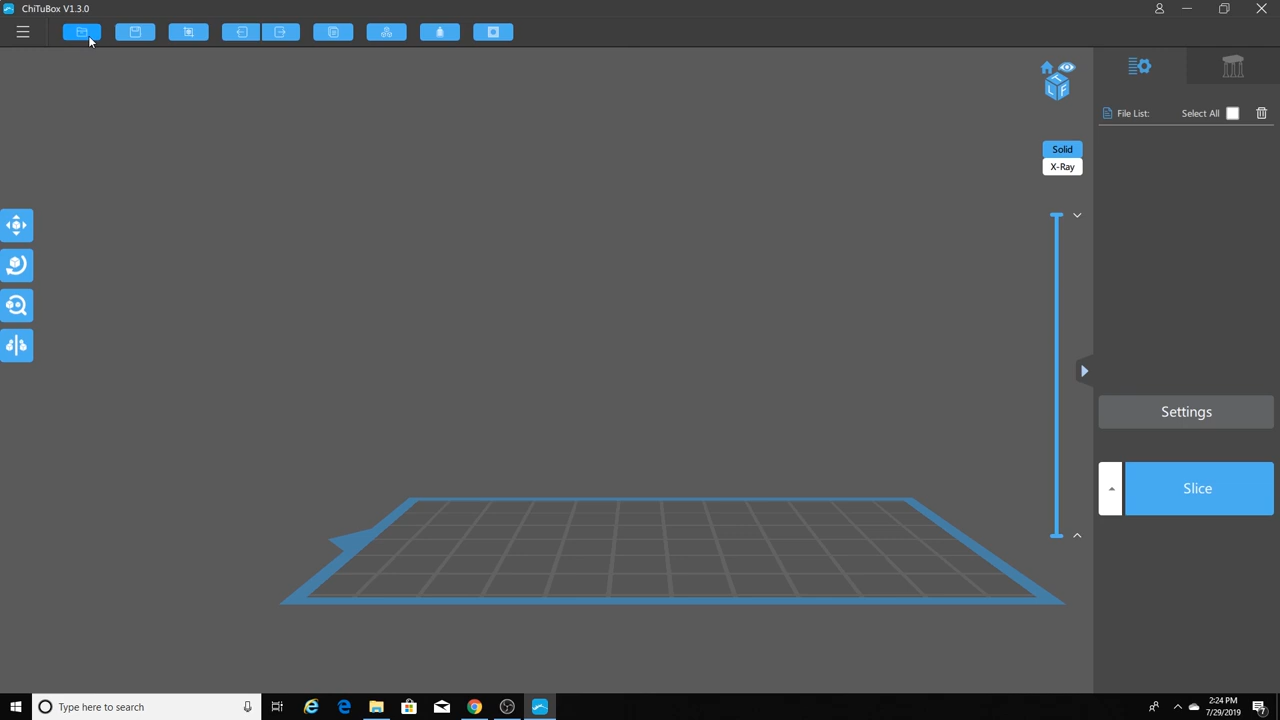 ChiTuBox V1.3.0
T
L F
File List: Select All
Solid
X-Ray
Settings
Slice
Type here to search
2:24 PM
7/29/2019
7